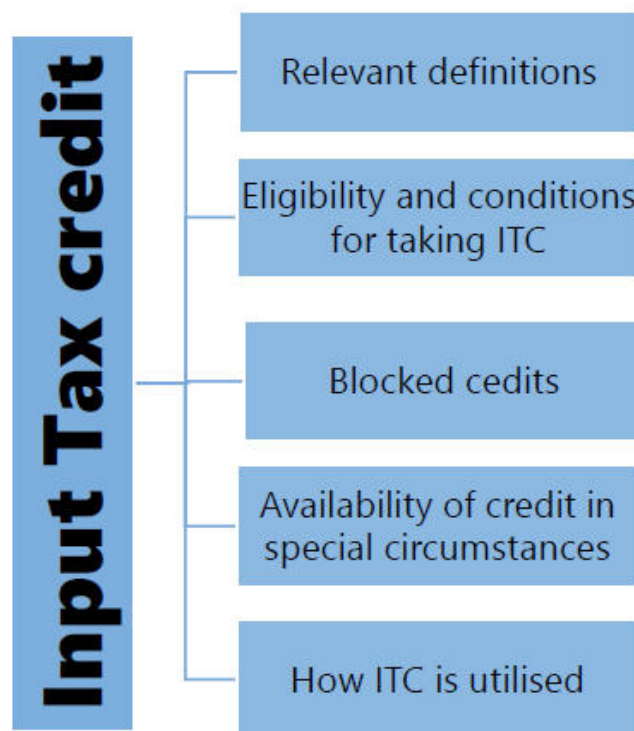 Input Tax credit
Relevant definitions
Eligibility and conditions
for taking ITC
Blocked cedits
Availability of credit in
special circumstances
How ITC is utilised